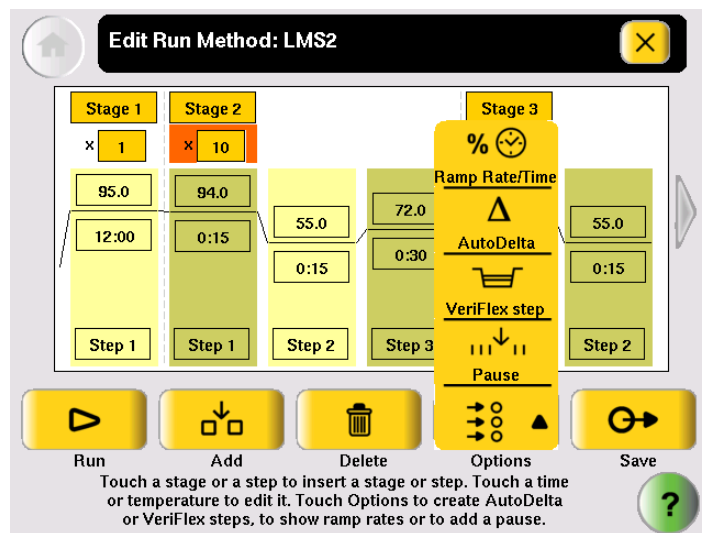 Edit Run Method: LMS2
Stage 1
Stage 2
Stage 3
x 1
x 10
95.0
12:00
Step 1
94.0
0:15
Step 1
55.0
0:15
Step 2
72.0
0:30
Step 3
% 
Ramp Rate/Time
Δ
AutoDelta
VeriFlex step
Pause
55.0
0:15
Step 2
Run
Add
Delete
Options
Save
Touch a stage or a step to insert a stage or step. Touch a time
or temperature to edit it. Touch Options to create AutoDelta
or VeriFlex steps, to show ramp rates or to add a pause.
?